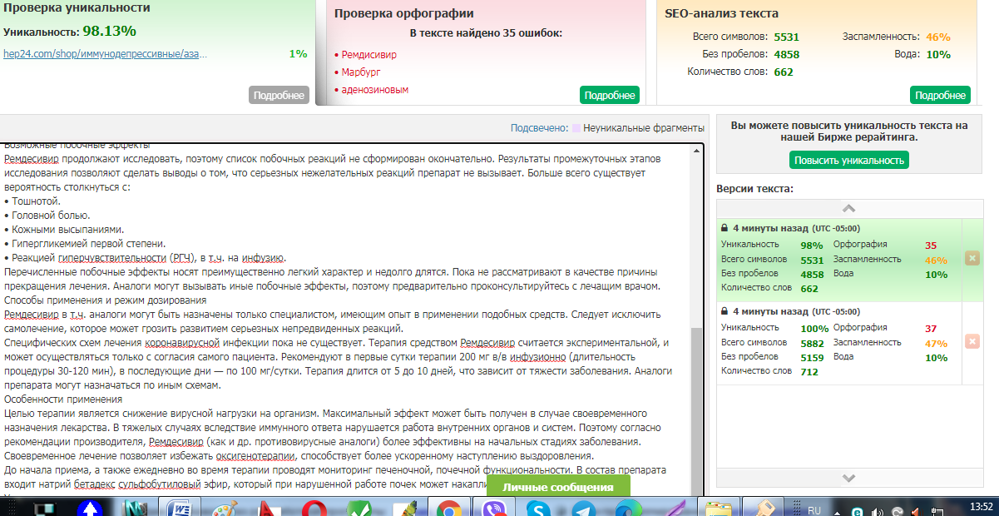 Проверка уникальности
Уникальность: 98.13%
hep24.com/shop/иммунодепрессивные/аза... 1%
Подробнее
Проверка орфографии
В тексте найдено 35 ошибок:
• Ремдисивир
• Марбург
• аденозиновым
Подробнее
SEO-анализ текста
Всего символов: 5531 Заспамленность: 46%
Без пробелов: 4858 Вода: 10%
Количество слов: 662
Подробнее
Подсвечено: Неуникальные фрагменты
Возможные побочные эффекты
Ремдесивир продолжают исследовать, поэтому список побочных реакций не сформирован окончательно. Результаты промежуточных этапов
исследования позволяют сделать выводы о том, что серьезных нежелательных реакций препарат не вызывает. Больше всего существует
вероятность столкнуться с:
• Тошнотой.
• Головной болью.
• Кожными высыпаниями.
• Гипергликемией первой степени.
• Реакцией гиперчувствительности (РГЧ), в т.ч. на инфузию.
Перечисленные побочные эффекты носят преимущественно легкий характер и недолго длятся. Пока не рассматривают в качестве причины
прекращения лечения. Аналоги могут вызывать иные побочные эффекты, поэтому предварительно проконсультируйтесь с лечащим врачом.
Способы применения и режим дозирования
Ремдесивир в т.ч. аналоги могут быть назначены только специалистом, имеющим опыт в применении подобных средств. Следует исключить
самолечение, которое может грозить развитием серьезных непредвиденных реакций.
Специфических схем лечения коронавирусной инфекции пока не существует. Терапия средством Ремдесивир считается экспериментальной, и
может осуществляться только с согласия самого пациента. Рекомендуют в первые сутки терапии 200 мг в/в инфузионно (длительность
процедуры 30-120 мин), в последующие дни — по 100 мг/сутки. Терапия длится от 5 до 10 дней, что зависит от тяжести заболевания. Аналоги
препарата могут назначаться по иным схемам.
Особенности применения
Целью терапии является снижение вирусной нагрузки на организм. Максимальный эффект может быть получен в случае своевременного
назначения лекарства. В тяжелых случаях вследствие иммунного ответа нарушается работа внутренних органов и систем. Поэтому согласно
рекомендации производителя, Ремдесивир (как и др. противовирусные аналоги) более эффективны на начальных стадиях заболевания.
Своевременное лечение позволяет избежать оксигенотерапии, способствует более ускоренному наступлению выздоровления.
До начала приема, а также ежедневно во время терапии проводят мониторинг печеночной, почечной функциональности. В состав препарата
входит натрий бетадекс сульфобутиловый эфир, который при нарушенной работе почек может накапли
Личные сообщения
Вы можете повысить уникальность текста на
нашей Бирже рерайтинга.
Повысить уникальность
Версии текста:
4 минуты назад (UTC -05:00)
Уникальность 98% Орфография 35
Всего символов 5531 Заспамленность 46%
Без пробелов 4858 Вода 10%
Количество слов 662
4 минуты назад (UTC -05:00)
Уникальность 100% Орфография 37
Всего символов 5882 Заспамленность 47%
Без пробелов 5159 Вода 10%
Количество слов 712
RU
13:52